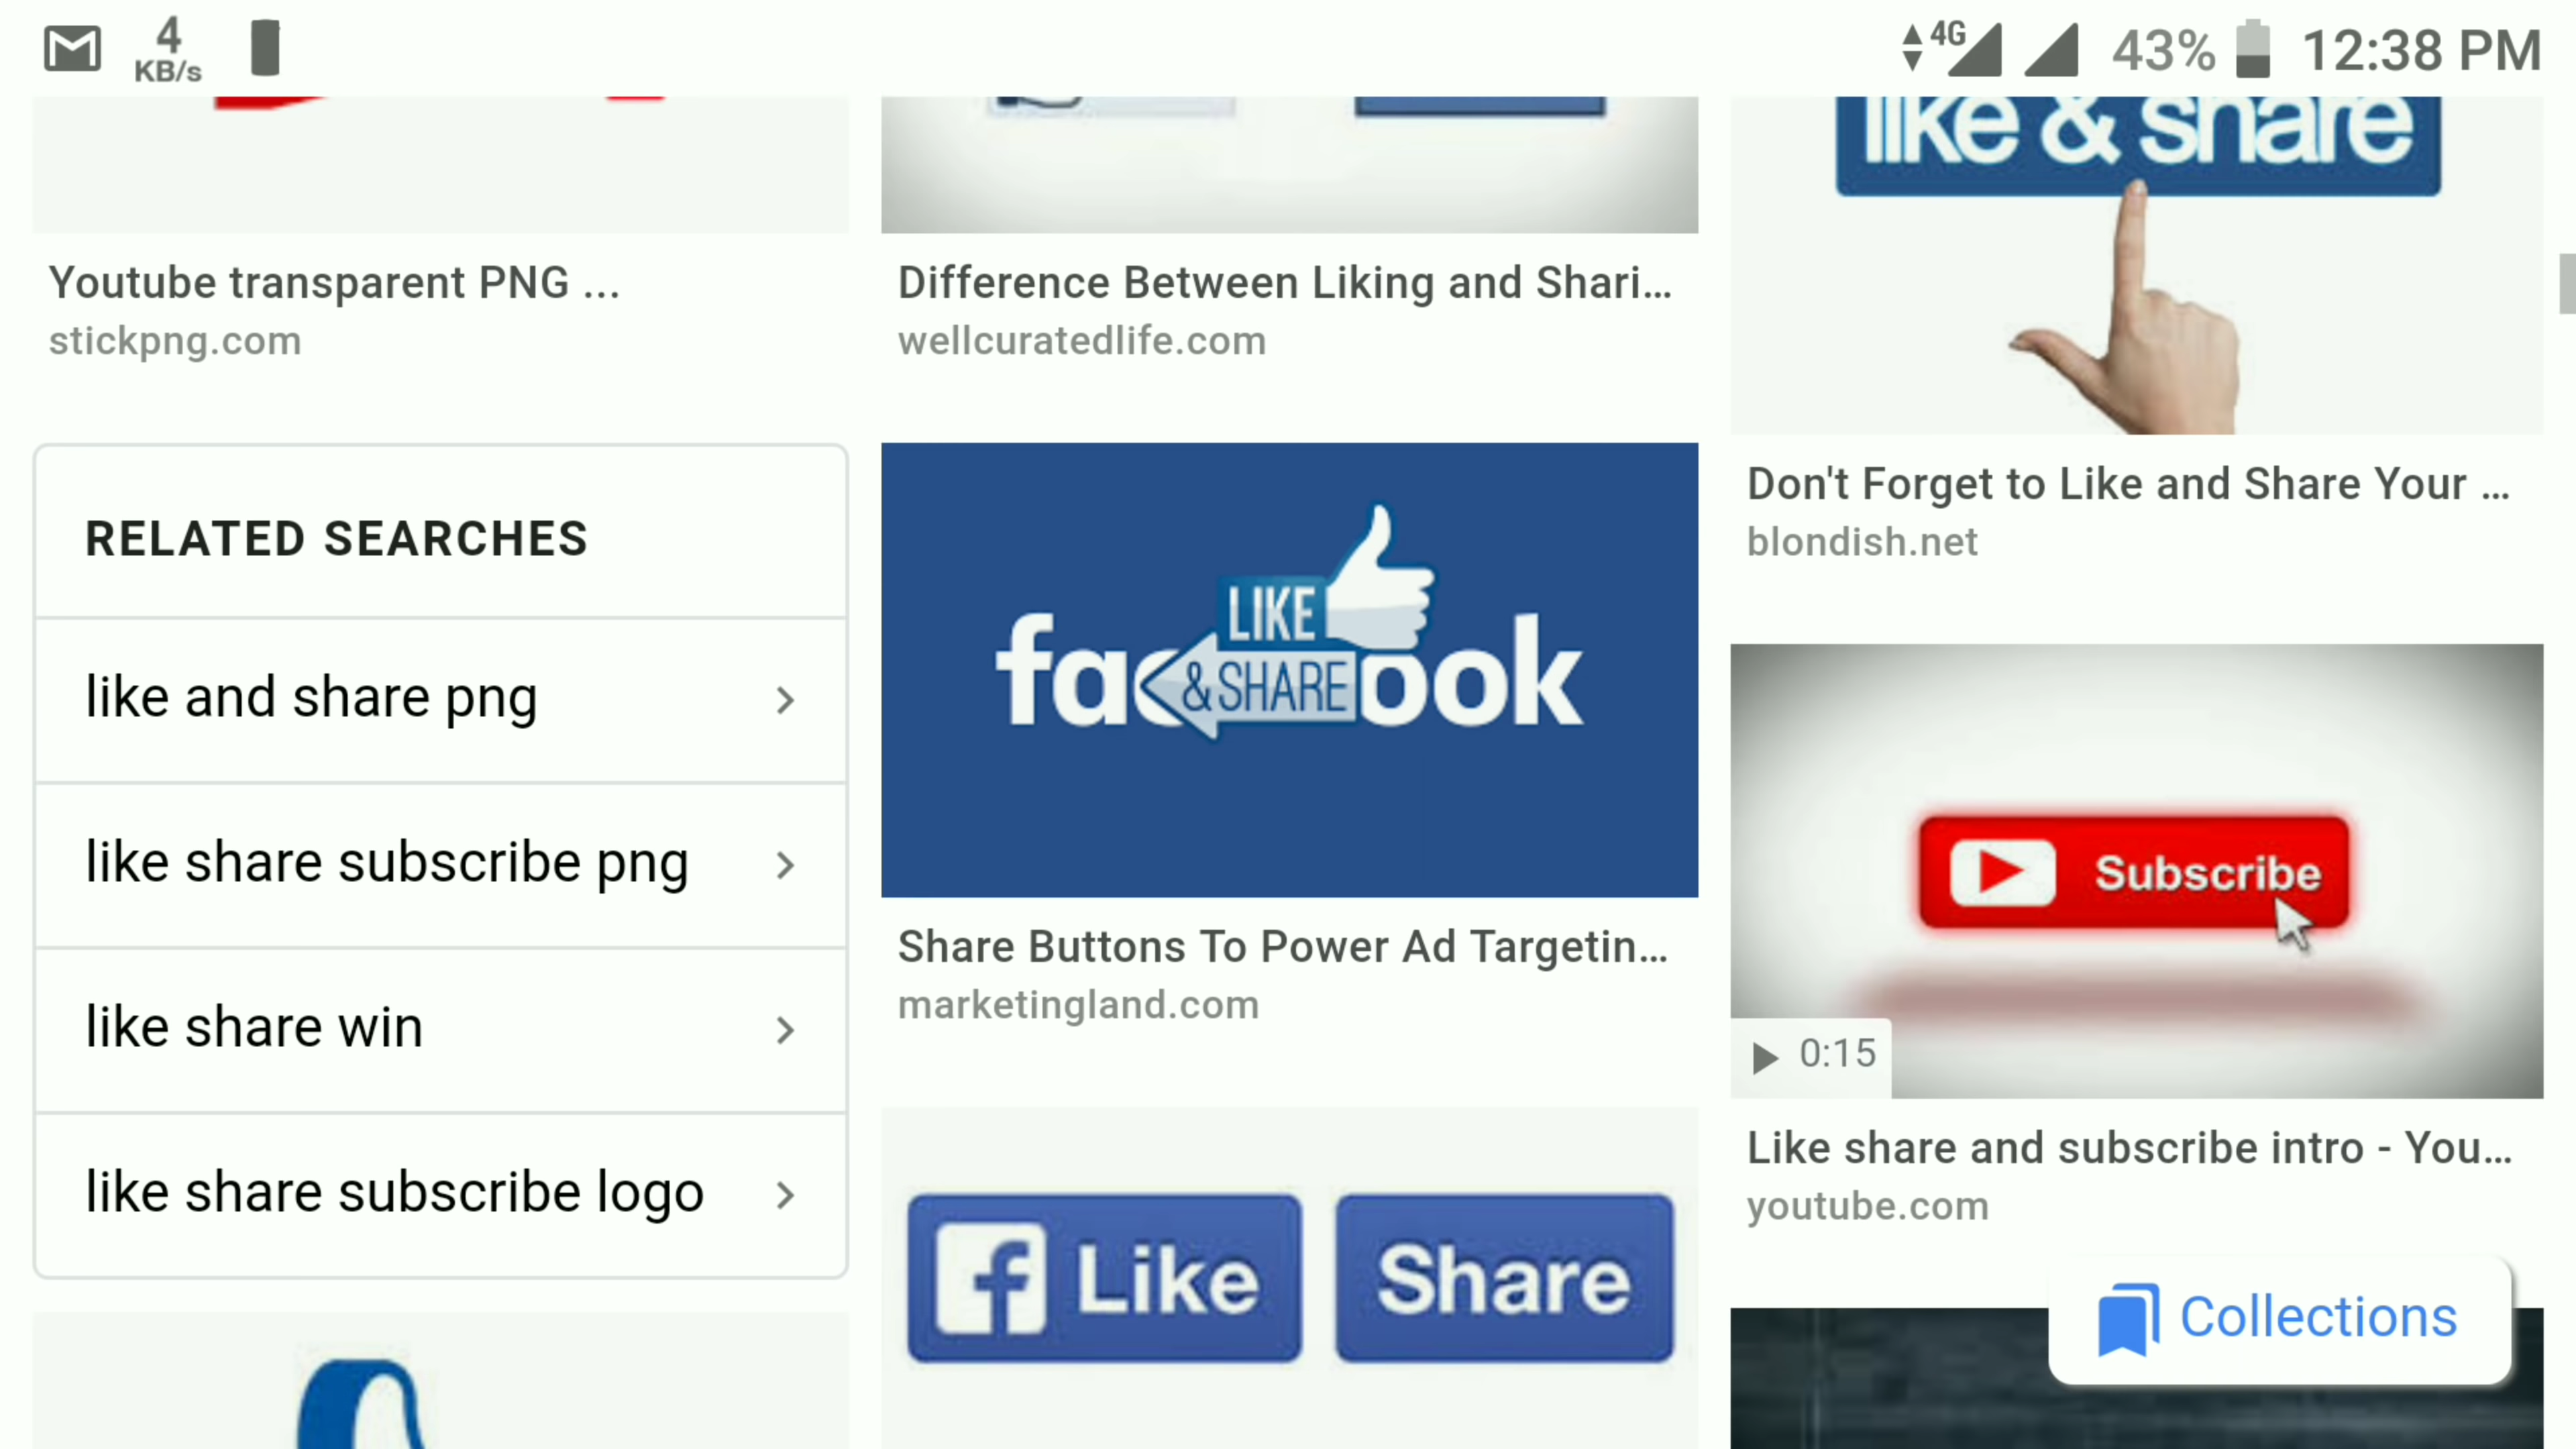 4
KB/s
4G
43%
12:38 PM
Youtube transparent PNG ...
stickpng.com
RELATED SEARCHES
like and share png
like share subscribe png
like share win
like share subscribe logo
Difference Between Liking and Shari...
wellcuratedlife.com
LIKE
& SHARE
fac ook
Share Buttons To Power Ad Targetin...
marketingland.com
f Like
Share
like & share
Don't Forget to Like and Share Your ...
blondish.net
Subscribe
0:15
Like share and subscribe intro - You...
youtube.com
Collections